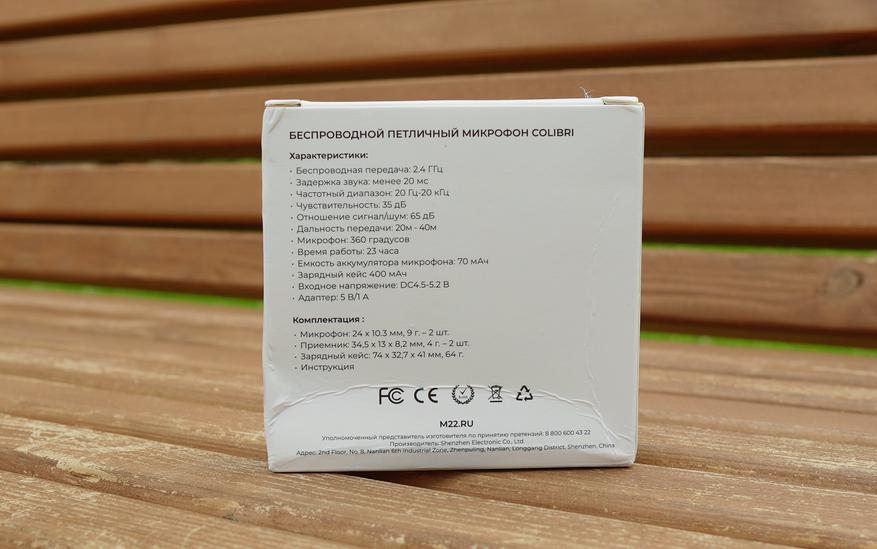 БЕСПРОВОДНОЙ ПЕТЛИЧНЫЙ МИКРОФОН COLIBRI
Характеристики:
• Беспроводная передача: 2.4 ГГц
• Задержка звука: менее 20 мс
• Частотный диапазон: 20 Гц-20 кГц
• Чувствительность: 35 дБ
• Отношение сигнал/шум: 65 дБ
• Дальность передачи: 20м - 40м
• Микрофон: 360 градусов
• Время работы: 23 часа
• Емкость аккумулятора микрофона: 70 мАч
• Зарядный кейс 400 мАч
• Входное напряжение: DC4.5-5.2 В
• Адаптер: 5 В/1 А
Комплектация :
• Микрофон: 24 х 10.3 мм, 9 г. – 2 шт.
• Приемник: 34,5 х 13 х 8,2 мм, 4 г. – 2 шт.
• Зарядный кейс: 74 х 32,7 х 41 мм, 64 г.
• Инструкция
FC CE
M22.RU
Уполномоченный представитель изготовителя по принятию претензий: 8 800 600 43 22
Производитель: Shenzhen Electronic Co., Ltd.
Адрес: 2nd Floor, No. 8, Nanlian 6th Industrial Zone, Zhenpuling, Nanlian, Longgang District, Shenzhen, China